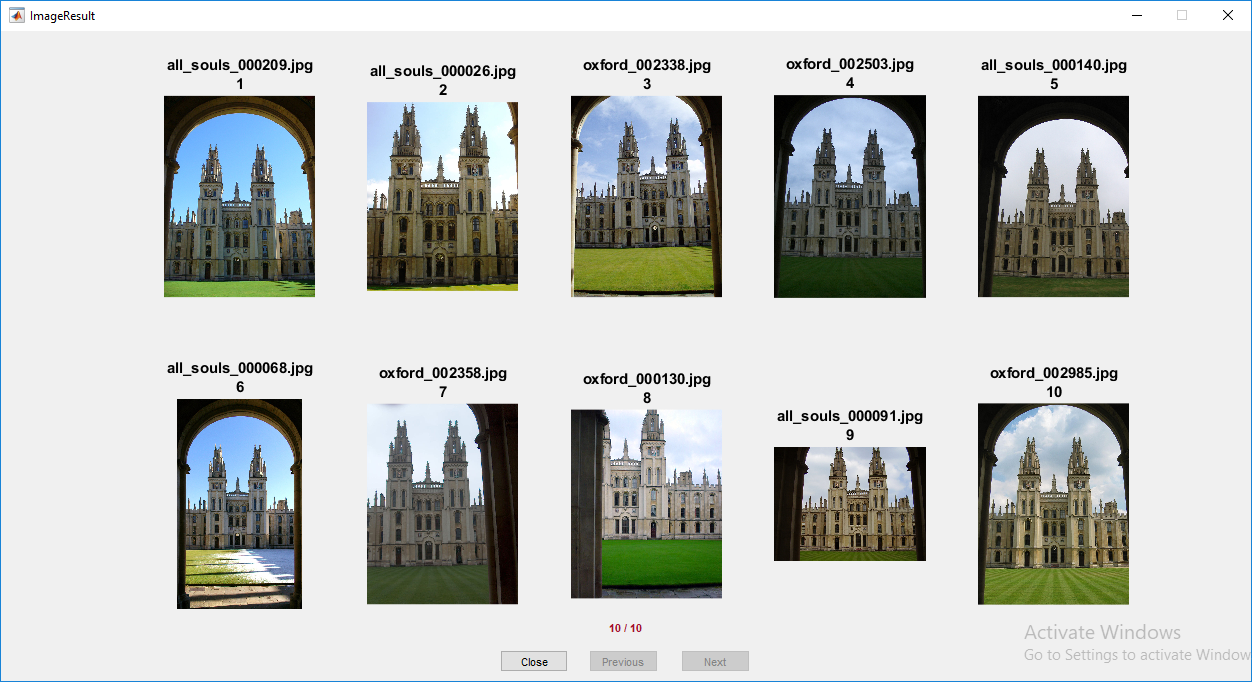 ImageResult
all_souls_000209.jpg
1
all_souls_000026.jpg
2
oxford_002338.jpg
3
oxford_002503.jpg
4
all_souls_000140.jpg
5
all_souls_000068.jpg
6
oxford_002358.jpg
7
oxford_000130.jpg
8
all_souls_000091.jpg
9
oxford_002985.jpg
10
10 / 10
Close
Previous
Next
Activate Windows
Go to Settings to activate Window